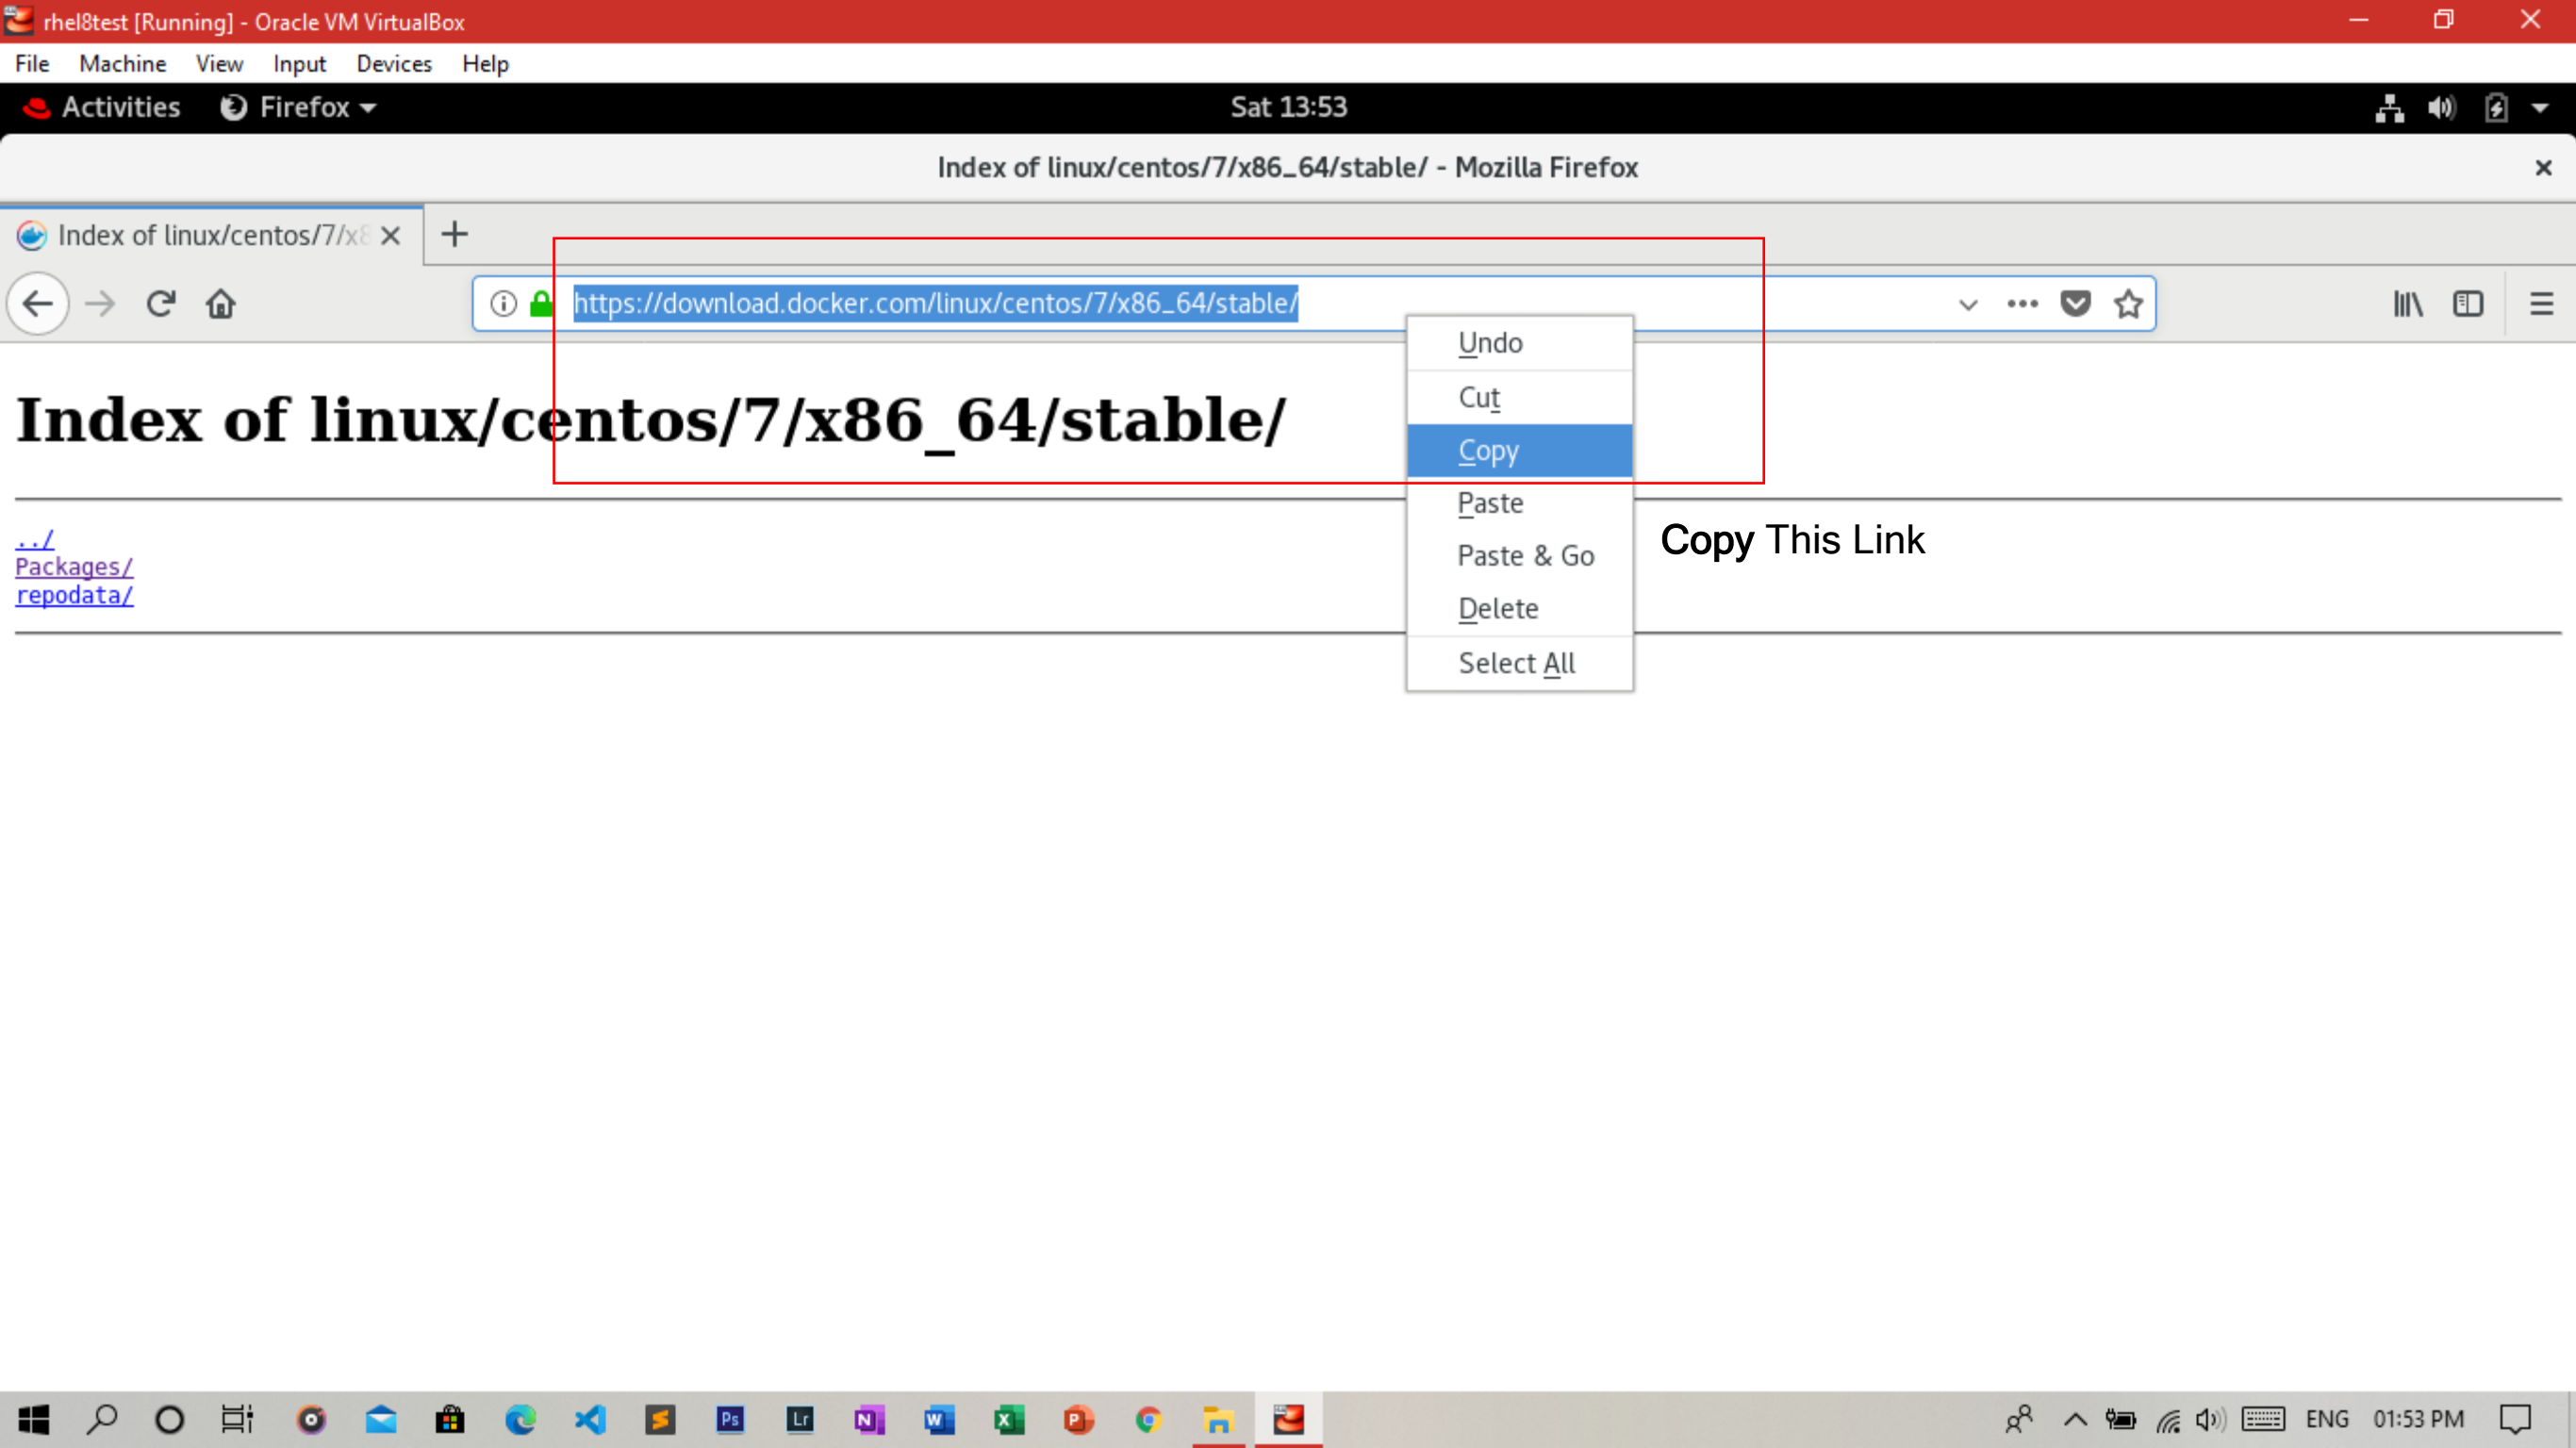 rhel8test [Running] - Oracle VM VirtualBox
File Machine View Input Devices Help
Activities Firefox Sat 13:53
Index of linux/centos/7/x86_64/stable/ - Mozilla Firefox
Index of linux/centos/7/x8
https://download.docker.com/linux/centos/7/x86_64/stable/
Undo
Cut
Copy
Paste
Paste & Go
Delete
Select All
Index of linux/centos/7/x86_64/stable/
../
Packages/
repodata/
Copy This Link
Ps Lr N W X P ENG 01:53 PM